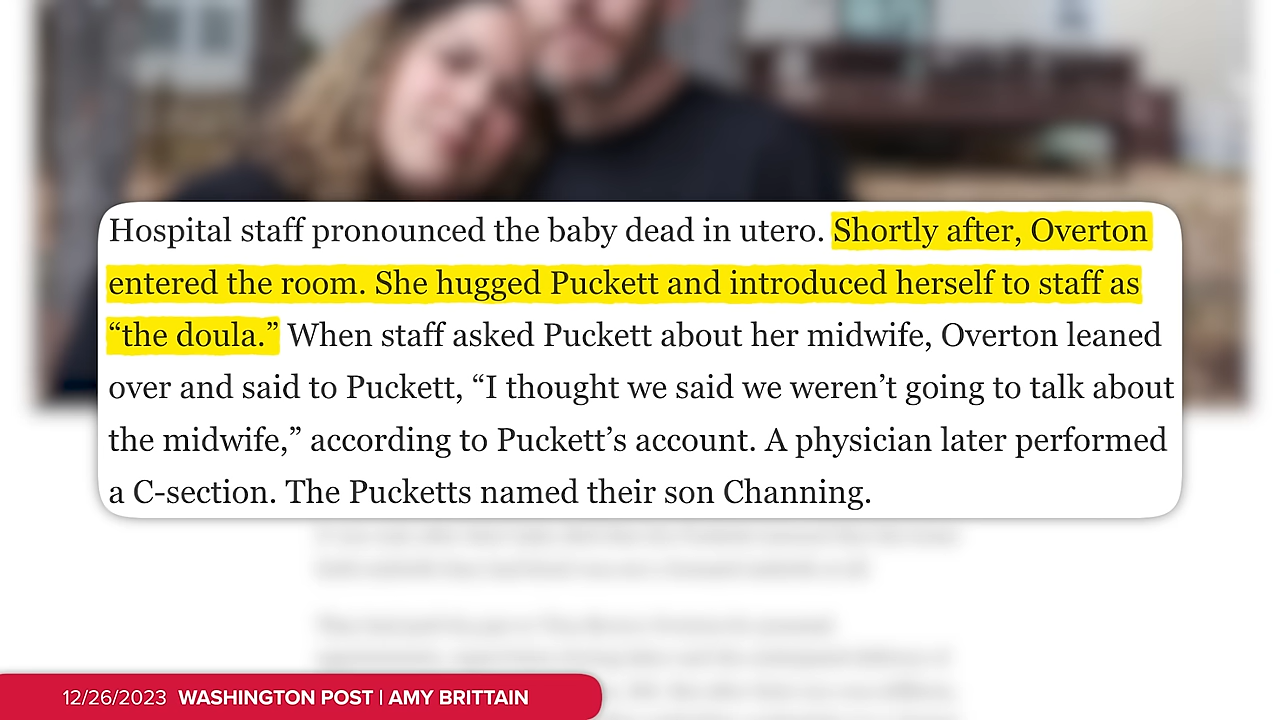 Hospital staff pronounced the baby dead in utero. Shortly after, Overton
entered the room. She hugged Puckett and introduced herself to staff as
“the doula.” When staff asked Puckett about her midwife, Overton leaned
over and said to Puckett, “I thought we said we weren’t going to talk about
the midwife,” according to Puckett’s account. A physician later performed
a C-section. The Pucketts named their son Channing.
12/26/2023 WASHINGTON POST | AMY BRITTAIN